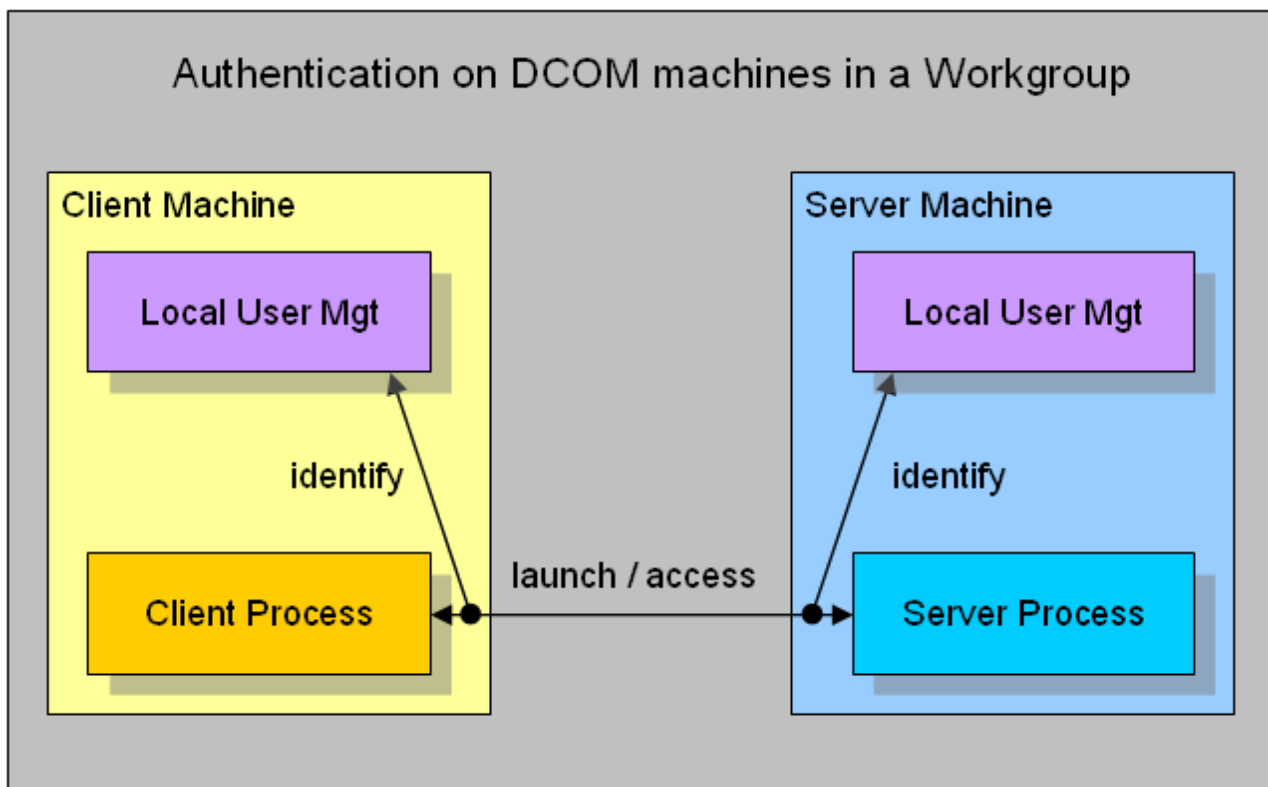 Authentication on DCOM machines in a Workgroup
Client Machine
Local User Mgt
identify
Client Process
launch / access
Server Machine
Local User Mgt
identify
Server Process